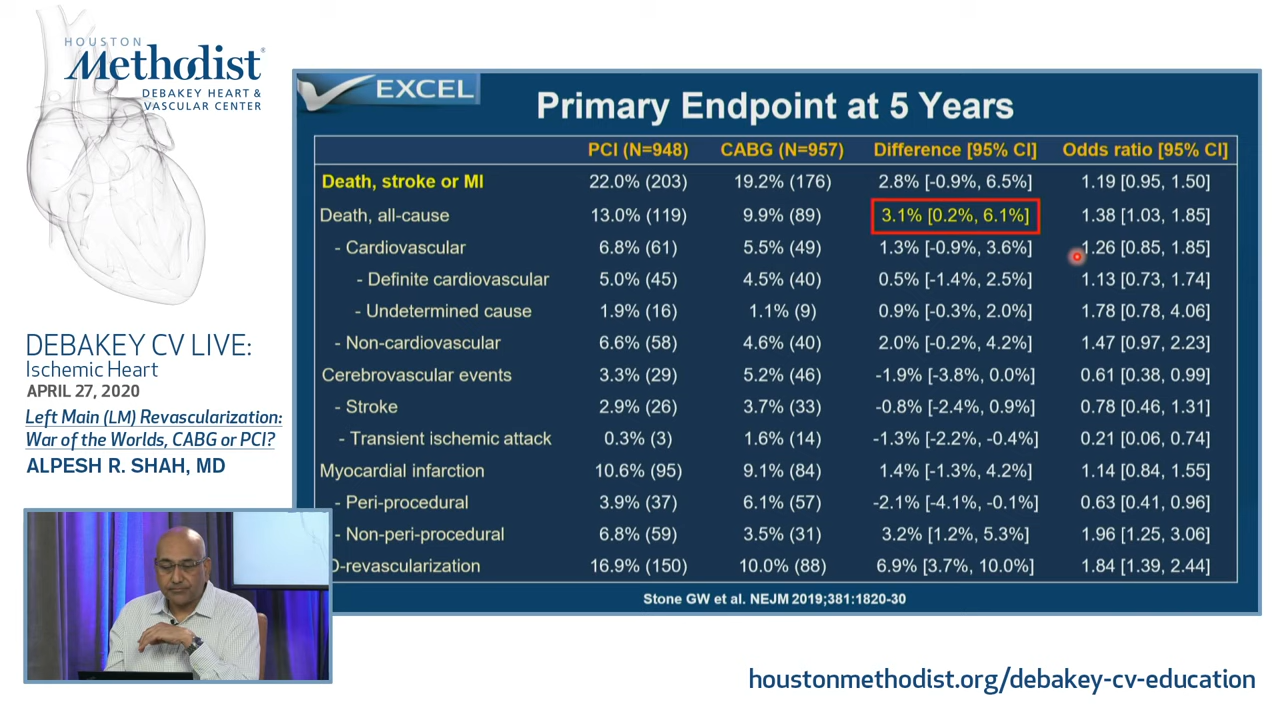 HOUSTON
Methodist®
DEBAKEY HEART &
VASCULAR CENTER
DEBAKEY CV LIVE:
Ischemic Heart
APRIL 27, 2020
Left Main (LM) Revascularization:
War of the Worlds, CABG or PCI?
ALPESH R. SHAH, MD
EXCEL
Primary Endpoint at 5 Years
PCI (N=948) CABG (N=957) Difference [95% CI] Odds ratio [95% CI]
Death, stroke or MI 22.0% (203) 19.2% (176) 2.8% [-0.9%, 6.5%] 1.19 [0.95, 1.50]
Death, all-cause 13.0% (119) 9.9% (89) 3.1% [0.2%, 6.1%] 1.38 [1.03, 1.85]
- Cardiovascular 6.8% (61) 5.5% (49) 1.3% [-0.9%, 3.6%] 1.26 [0.85, 1.85]
- Definite cardiovascular 5.0% (45) 4.5% (40) 0.5% [-1.4%, 2.5%] 1.13 [0.73, 1.74]
- Undetermined cause 1.9% (16) 1.1% (9) 0.9% [-0.3%, 2.0%] 1.78 [0.78, 4.06]
- Non-cardiovascular 6.6% (58) 4.6% (40) 2.0% [-0.2%, 4.2%] 1.47 [0.97, 2.23]
Cerebrovascular events 3.3% (29) 5.2% (46) -1.9% [-3.8%, 0.0%] 0.61 [0.38, 0.99]
- Stroke 2.9% (26) 3.7% (33) -0.8% [-2.4%, 0.9%] 0.78 [0.46, 1.31]
- Transient ischemic attack 0.3% (3) 1.6% (14) -1.3% [-2.2%, -0.4%] 0.21 [0.06, 0.74]
Myocardial infarction 10.6% (95) 9.1% (84) 1.4% [-1.3%, 4.2%] 1.14 [0.84, 1.55]
- Peri-procedural 3.9% (37) 6.1% (57) -2.1% [-4.1%, -0.1%] 0.63 [0.41, 0.96]
- Non-peri-procedural 6.8% (59) 3.5% (31) 3.2% [1.2%, 5.3%] 1.96 [1.25, 3.06]
D-revascularization 16.9% (150) 10.0% (88) 6.9% [3.7%, 10.0%] 1.84 [1.39, 2.44]
Stone GW et al. NEJM 2019;381:1820-30
houstonmethodist.org/debakey-cv-education